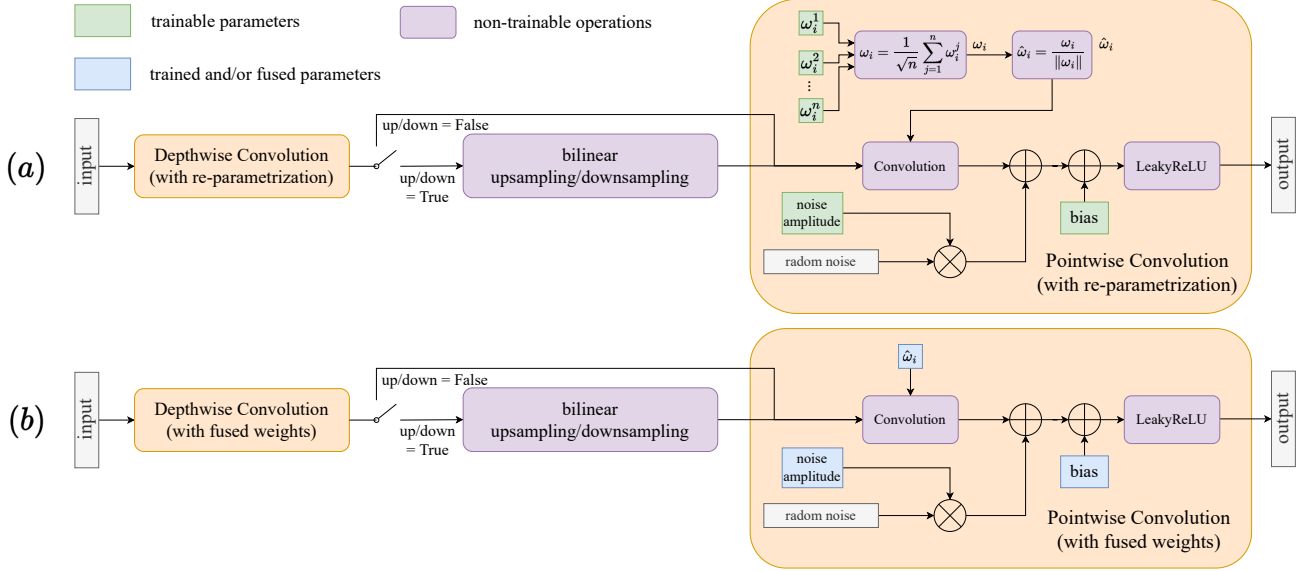 trainable parameters
non-trainable operations
trained and/or fused parameters
(a)
input
Depthwise Convolution
(with re-parametrization)
up/down = False
up/down
= True
bilinear
upsampling/downsampling
ω_i^1
ω_i^2
⋮
ω_i^n
ω_i = 1/√n ∑_{j=1}^{n} ω_i^j
ω_i
ω̂_i = ω_i/‖ω_i‖
ω̂_i
Convolution
LeakyReLU
noise
amplitude
bias
radom noise
Pointwise Convolution
(with re-parametrization)
output
(b)
input
Depthwise Convolution
(with fused weights)
up/down = False
up/down
= True
bilinear
upsampling/downsampling
ω̂_i
Convolution
LeakyReLU
noise
amplitude
bias
radom noise
Pointwise Convolution
(with fused weights)
output